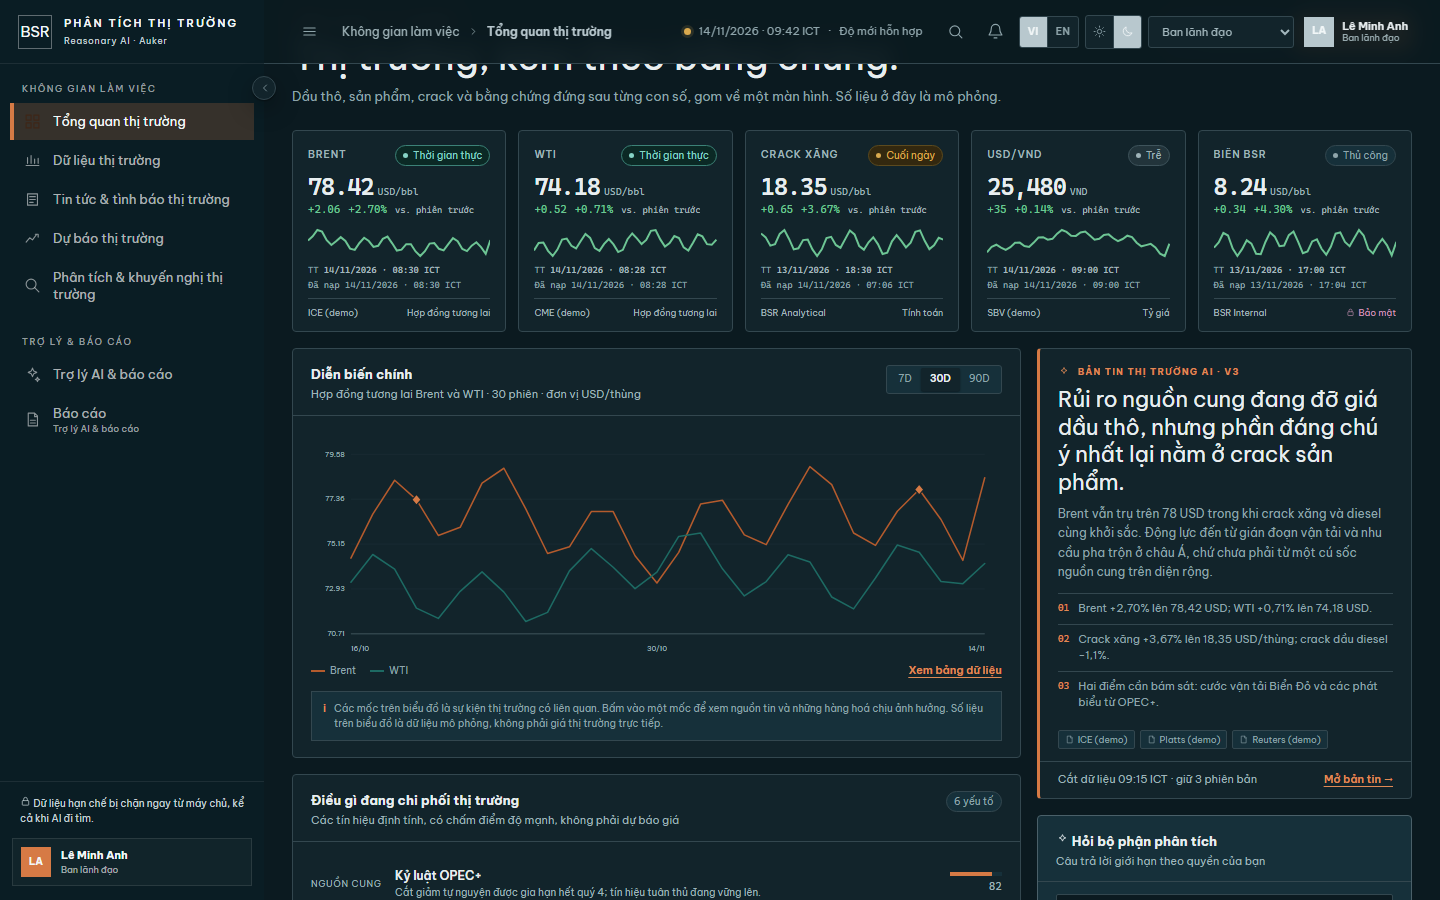 BSR
PHÂN TÍCH THỊ TRƯỜNG
Reasonary AI · Auker
Không gian làm việc › Tổng quan thị trường
14/11/2026 · 09:42 ICT · Độ mới hỗn hợp
VI EN
Ban lãnh đạo
LA
Lê Minh Anh
Ban lãnh đạo
KHÔNG GIAN LÀM VIỆC
Tổng quan thị trường
Dữ liệu thị trường
Tin tức & tình báo thị trường
Dự báo thị trường
Phân tích & khuyến nghị thị
trường
TRỢ LÝ & BÁO CÁO
Trợ lý AI & báo cáo
Báo cáo
Trợ lý AI & báo cáo
Dữ liệu hạn chế bị chặn ngay từ máy chủ, kể
cả khi AI đi tìm.
LA
Lê Minh Anh
Ban lãnh đạo
Thị trường, kèm theo bằng chứng.
Dầu thô, sản phẩm, crack và bằng chứng đứng sau từng con số, gom về một màn hình. Số liệu ở đây là mô phỏng.
BRENT
Thời gian thực
78.42 USD/bbl
+2.06 +2.70% vs. phiên trước
TT 14/11/2026 · 08:30 ICT
Đã nạp 14/11/2026 · 08:30 ICT
ICE (demo) Hợp đồng tương lai
WTI
Thời gian thực
74.18 USD/bbl
+0.52 +0.71% vs. phiên trước
TT 14/11/2026 · 08:28 ICT
Đã nạp 14/11/2026 · 08:28 ICT
CME (demo) Hợp đồng tương lai
CRACK XĂNG
Cuối ngày
18.35 USD/bbl
+0.65 +3.67% vs. phiên trước
TT 13/11/2026 · 18:30 ICT
Đã nạp 14/11/2026 · 07:06 ICT
BSR Analytical Tính toán
USD/VND
Trễ
25,480 VND
+35 +0.14% vs. phiên trước
TT 14/11/2026 · 09:00 ICT
Đã nạp 14/11/2026 · 09:00 ICT
SBV (demo) Tỷ giá
BIÊN BSR
Thủ công
8.24 USD/bbl
+0.34 +4.30% vs. phiên trước
TT 13/11/2026 · 17:00 ICT
Đã nạp 13/11/2026 · 17:04 ICT
BSR Internal Bảo mật
Diễn biến chính
Hợp đồng tương lai Brent và WTI · 30 phiên · đơn vị USD/thùng
7D 30D 90D
79.58
77.36
75.15
72.93
70.71
16/10 30/10 14/11
Brent WTI
Xem bảng dữ liệu
i Các mốc trên biểu đồ là sự kiện thị trường có liên quan. Bấm vào một mốc để xem nguồn tin và những hàng hoá chịu ảnh hưởng. Số liệu
trên biểu đồ là dữ liệu mô phỏng, không phải giá thị trường trực tiếp.
Điều gì đang chi phối thị trường
Các tín hiệu định tính, có chấm điểm độ mạnh, không phải dự báo giá
6 yếu tố
NGUỒN CUNG
Kỷ luật OPEC+
Cắt giảm tự nguyện được gia hạn hết quý 4; tín hiệu tuân thủ đang vững lên.
82
BẢN TIN THỊ TRƯỜNG AI · V3
Rủi ro nguồn cung đang đỡ giá
dầu thô, nhưng phần đáng chú
ý nhất lại nằm ở crack sản
phẩm.
Brent vẫn trụ trên 78 USD trong khi crack xăng và diesel
cùng khởi sắc. Động lực đến từ gián đoạn vận tải và nhu
cầu pha trộn ở châu Á, chứ chưa phải từ một cú sốc
nguồn cung trên diện rộng.
01 Brent +2,70% lên 78,42 USD; WTI +0,71% lên 74,18 USD.
02 Crack xăng +3,67% lên 18,35 USD/thùng; crack dầu diesel
−1,1%.
03 Hai điểm cần bám sát: cước vận tải Biển Đỏ và các phát
biểu từ OPEC+.
ICE (demo) Platts (demo) Reuters (demo)
Cắt dữ liệu 09:15 ICT · giữ 3 phiên bản
Mở bản tin →
Hỏi bộ phận phân tích
Câu trả lời giới hạn theo quyền của bạn